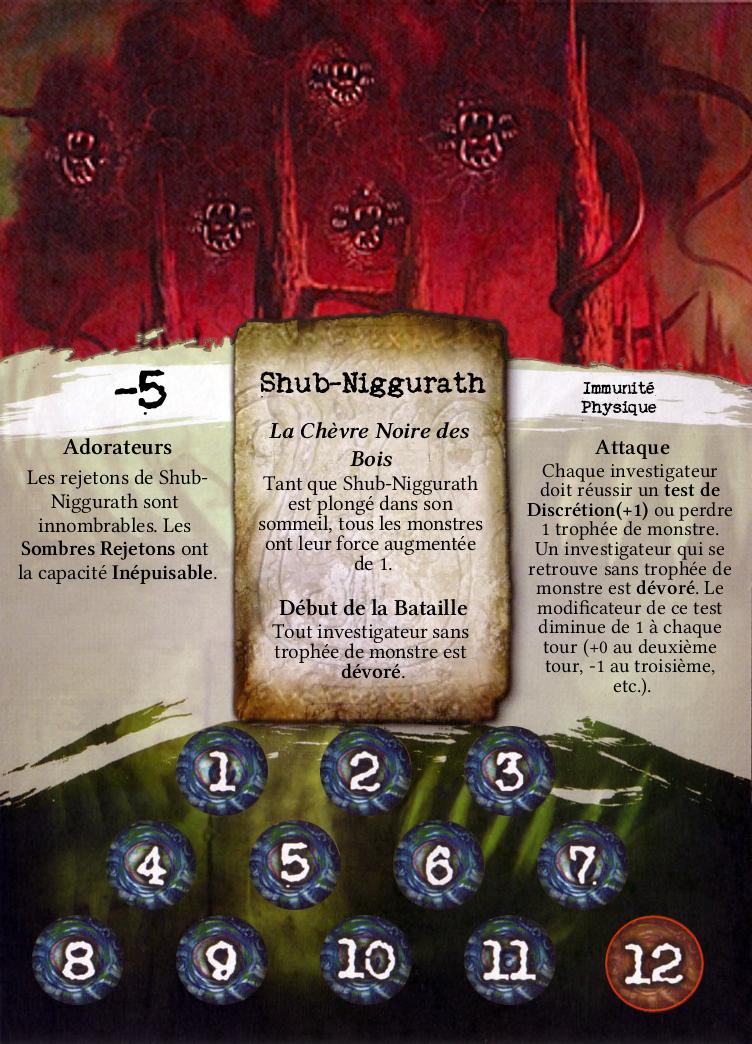 -5
Adorateurs
Les rejetons de Shub-
Niggurath sont
innombrables. Les
Sombres Rejetons ont
la capacité Inépuisable.
Shub-Niggurath
La Chèvre Noire des
Bois
Tant que Shub-Niggurath
est plongé dans son
sommeil, tous les monstres
ont leur force augmentée
de 1.
Début de la Bataille
Tout investigateur sans
trophée de monstre est
dévoré.
Immunité
Physique
Attaque
Chaque investigateur
doit réussir un test de
Discrétion(+1) ou perdre
1 trophée de monstre.
Un investigateur qui se
retrouve sans trophée de
monstre est dévoré. Le
modificateur de ce test
diminue de 1 à chaque
tour (+0 au deuxième
tour, -1 au troisième,
etc.).
1 2 3
4 5 6 7
8 9 10 11 12